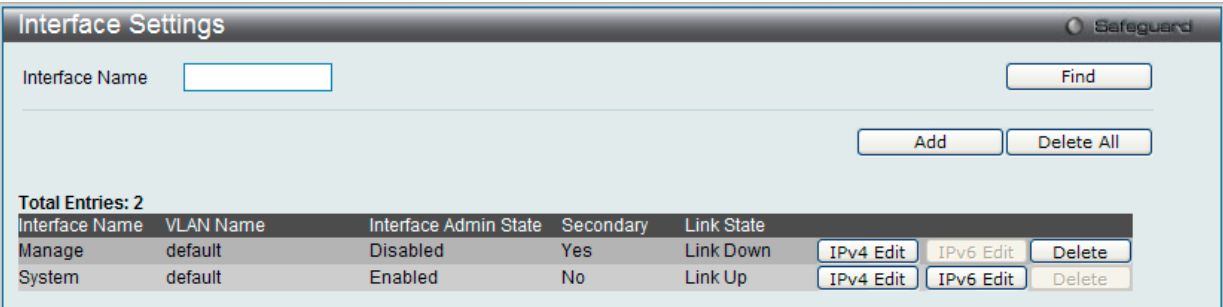 Interface Settings
Safeguard
Interface Name
Find
Add
Delete All
Total Entries: 2
Interface Name VLAN Name Interface Admin State Secondary Link State
Manage default Disabled Yes Link Down IPv4 Edit IPv6 Edit Delete
System default Enabled No Link Up IPv4 Edit IPv6 Edit Delete